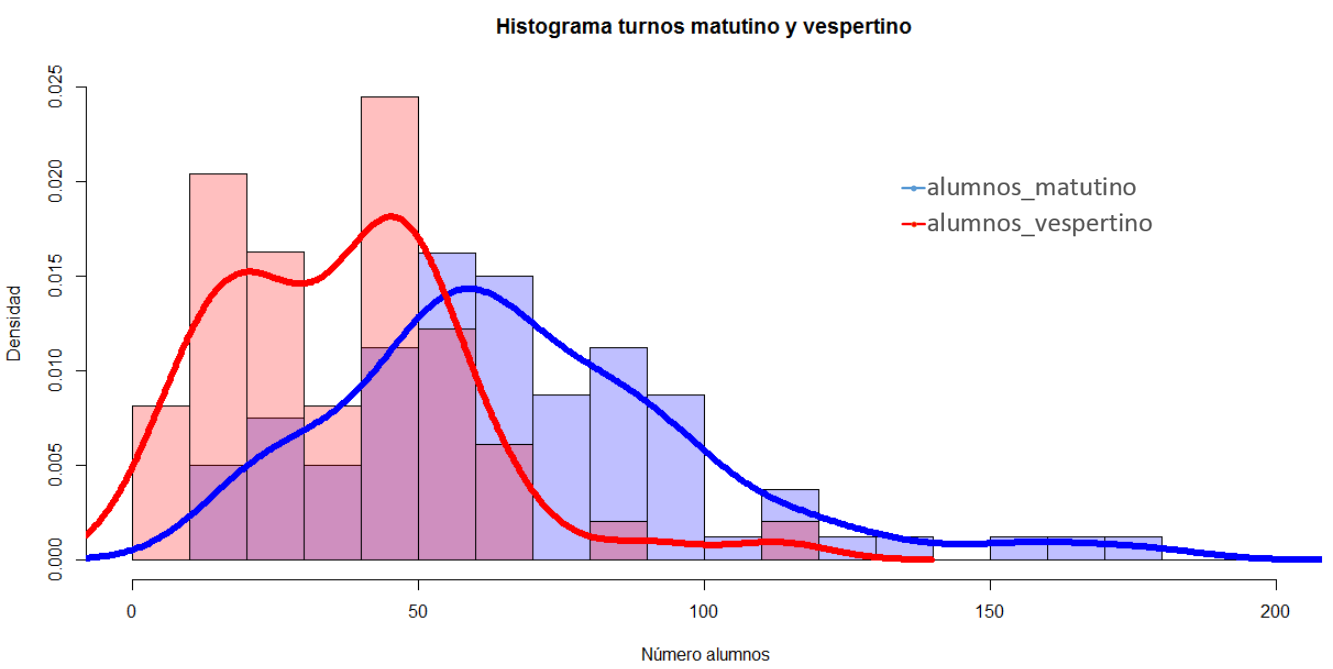 Histograma turnos matutino y vespertino
0.025
0.020
0.015
0.010
0.005
0.000
Densidad
alumnos_matutino
alumnos_vespertino
0 50 100 150 200
Número alumnos